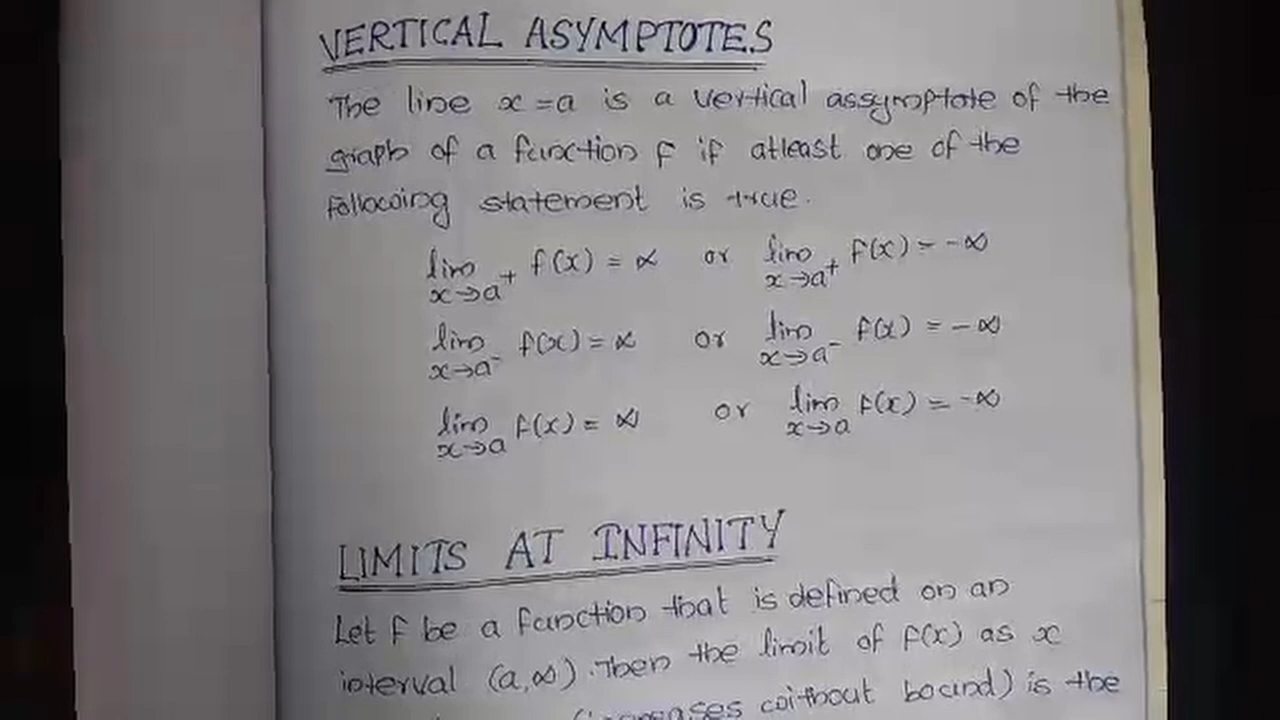 VERTICAL ASYMPTOTES
The line x = a is a vertical assymptote of the
graph of a function f if atleast one of the
following statement is true.
lim x→a⁺ f(x) = ∝ or lim x→a⁺ f(x) = -∞
lim x→a⁻ f(x) = ∝ or lim x→a⁻ f(x) = -∞
lim x→a f(x) = ∞ or lim x→a f(x) = -∞
LIMITS AT INFINITY
Let f be a function that is defined on an
interval (a,∞). Then the limit of f(x) as x
(increases without bound) is the